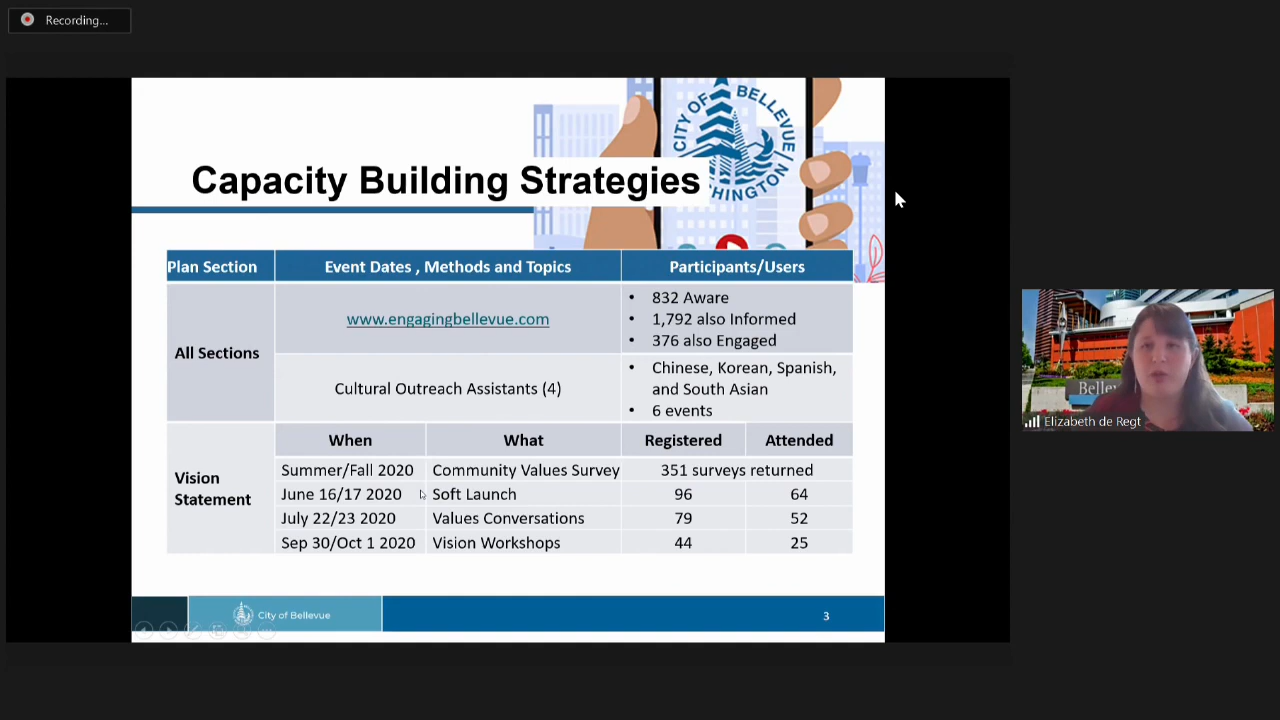 Recording...
CITY OF BELLEVUE
Capacity Building Strategies
Plan Section
Event Dates , Methods and Topics
Participants/Users
All Sections
www.engagingbellevue.com
• 832 Aware
• 1,792 also Informed
• 376 also Engaged
Cultural Outreach Assistants (4)
• Chinese, Korean, Spanish,
and South Asian
• 6 events
Vision
Statement
When What Registered Attended
Summer/Fall 2020 Community Values Survey 351 surveys returned
June 16/17 2020 Soft Launch 96 64
July 22/23 2020 Values Conversations 79 52
Sep 30/Oct 1 2020 Vision Workshops 44 25
City of Bellevue
3
Elizabeth de Regt